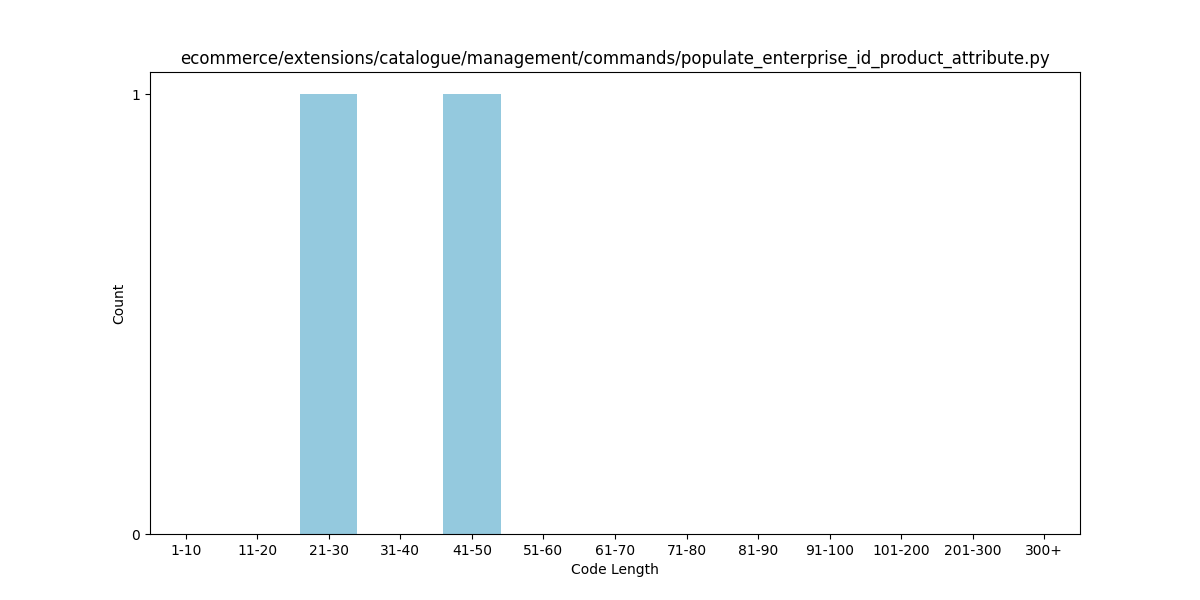 ecommerce/extensions/catalogue/management/commands/populate_enterprise_id_product_attribute.py
1
Count
0
1-10 11-20 21-30 31-40 41-50 51-60 61-70 71-80 81-90 91-100 101-200 201-300 300+
Code Length